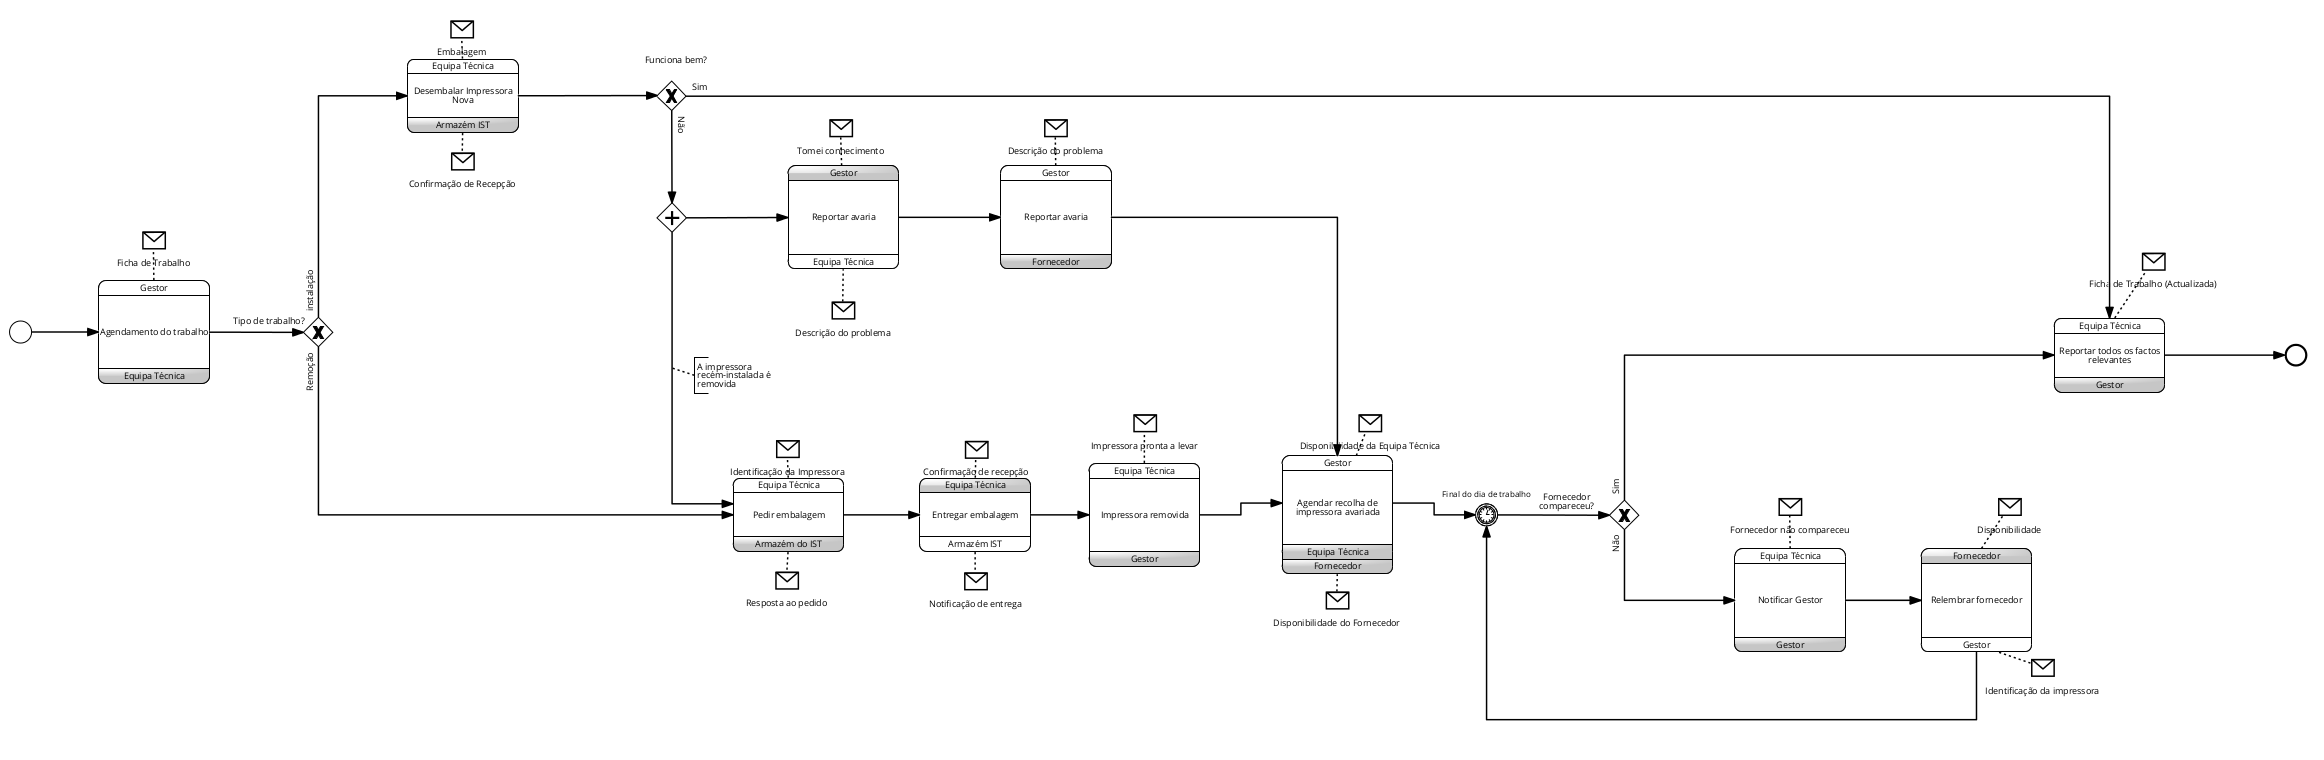 Embalagem
Equipa Técnica
Desembalar Impressora
Nova
Armazém IST
Confirmação de Recepção
Funciona bem?
Sim
Não
Tomei conhecimento
Gestor
Reportar avaria
Equipa Técnica
Descrição do problema
Descrição do problema
Gestor
Reportar avaria
Fornecedor
Ficha de Trabalho
Gestor
Agendamento do trabalho
Equipa Técnica
Tipo de trabalho?
instalação
Remoção
A impressora
recém-instalada é
removida
Ficha de Trabalho (Actualizada)
Equipa Técnica
Reportar todos os factos
relevantes
Gestor
Identificação da Impressora
Equipa Técnica
Pedir embalagem
Armazém do IST
Resposta ao pedido
Confirmação de recepção
Equipa Técnica
Entregar embalagem
Armazém IST
Notificação de entrega
Impressora pronta a levar
Equipa Técnica
Impressora removida
Gestor
Disponibilidade da Equipa Técnica
Gestor
Agendar recolha de
impressora avariada
Equipa Técnica
Fornecedor
Disponibilidade do Fornecedor
Final do dia de trabalho
Fornecedor
compareceu?
Sim
Não
Fornecedor não compareceu
Equipa Técnica
Notificar Gestor
Gestor
Disponibilidade
Fornecedor
Relembrar fornecedor
Gestor
Identificação da impressora